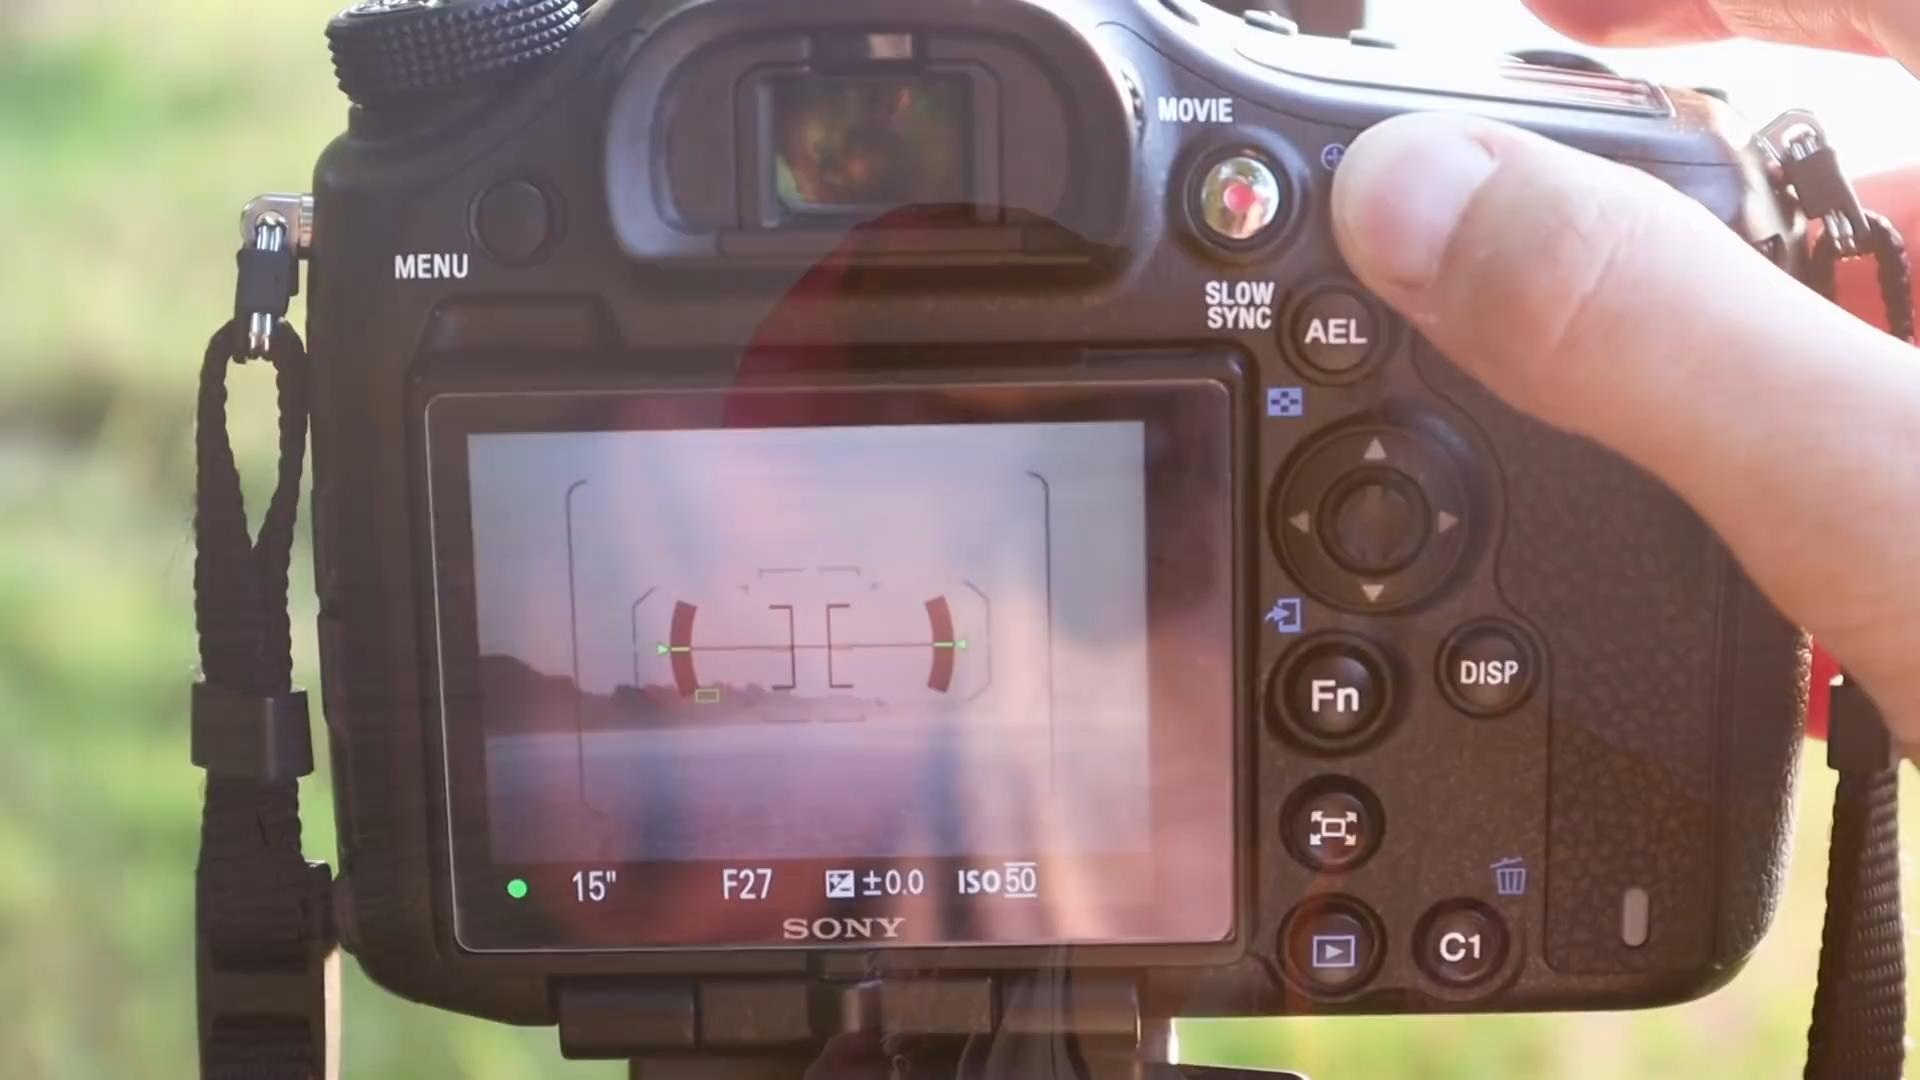 MOVIE
MENU
SLOW
SYNC
AEL
DISP
Fn
15" F27 ±0.0 ISO 50
SONY
C1